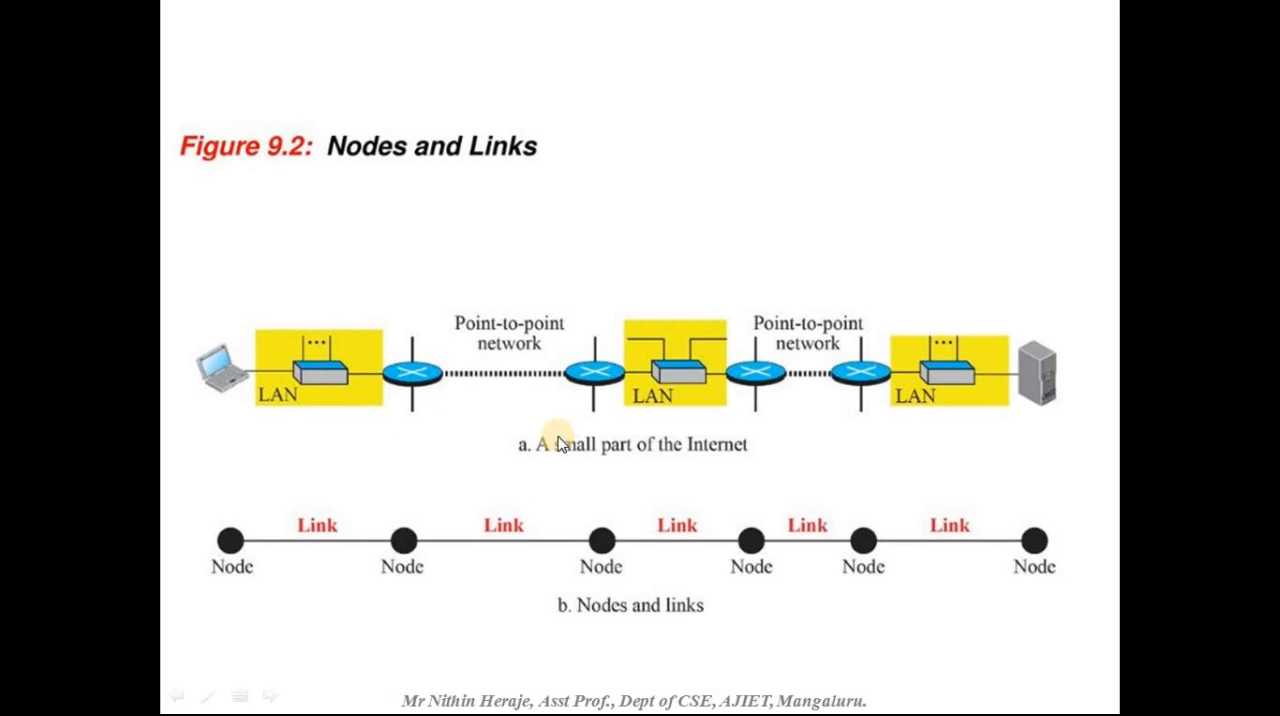 Figure 9.2: Nodes and Links
Point-to-point
network
Point-to-point
network
LAN
LAN
LAN
a. A small part of the Internet
Link Link Link Link Link
Node Node Node Node Node Node
b. Nodes and links
Mr Nithin Heraje, Asst Prof., Dept of CSE, AJIET, Mangaluru.